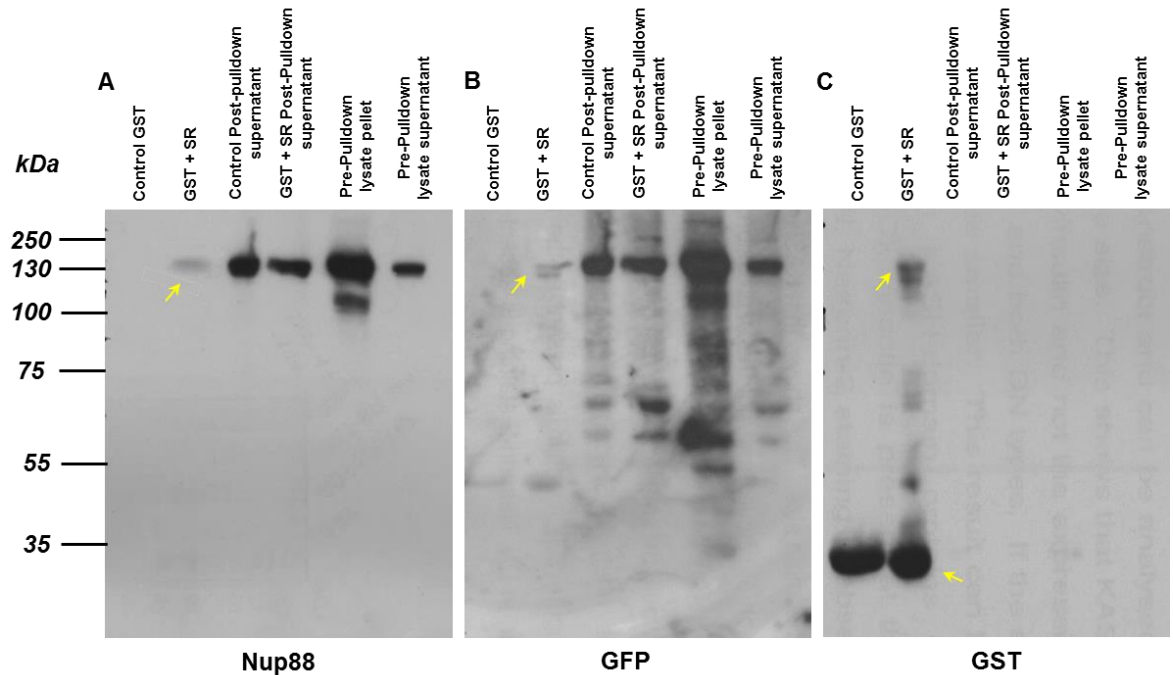 A
Control GST
GST + SR
Control Post-pulldown
supernatant
GST + SR Post-Pulldown
supernatant
Pre-Pulldown
lysate pellet
Pre-Pulldown
lysate supernatant
B
Control GST
GST + SR
Control Post-pulldown
supernatant
GST + SR Post-Pulldown
supernatant
Pre-Pulldown
lysate pellet
Pre-Pulldown
lysate supernatant
C
Control GST
GST + SR
Control Post-pulldown
supernatant
GST + SR Post-Pulldown
supernatant
Pre-Pulldown
lysate pellet
Pre-Pulldown
lysate supernatant
kDa
250
130
100
75
55
35
Nup88
GFP
GST